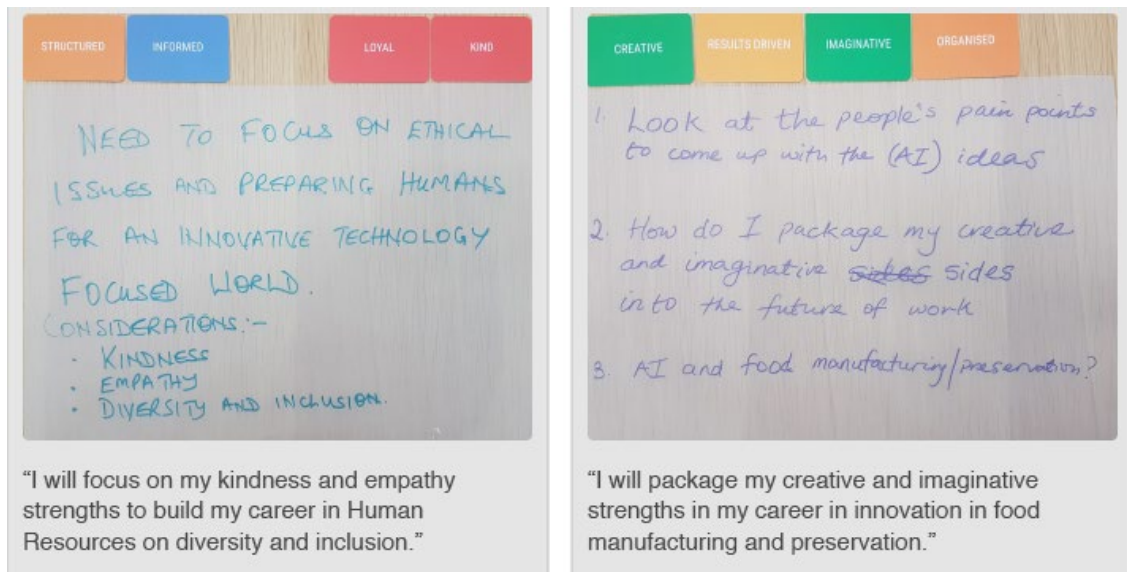 STRUCTURED
INFORMED
LOYAL
KIND
NEED TO FOCUS ON ETHICAL
ISSUES AND PREPARING HUMANS
FOR AN INNOVATIVE TECHNOLOGY
FOCUSED WORLD.
CONSIDERATIONS:-
· KINDNESS
· EMPATHY
· DIVERSITY AND INCLUSION.
“I will focus on my kindness and empathy
strengths to build my career in Human
Resources on diversity and inclusion.”
CREATIVE
RESULTS DRIVEN
IMAGINATIVE
ORGANISED
1. Look at the people's pain points
to come up with the (AI) ideas
2. How do I package my creative
and imaginative sides
into the future of work
3. AI and food manufacturing/preservation?
“I will package my creative and imaginative
strengths in my career in innovation in food
manufacturing and preservation.”